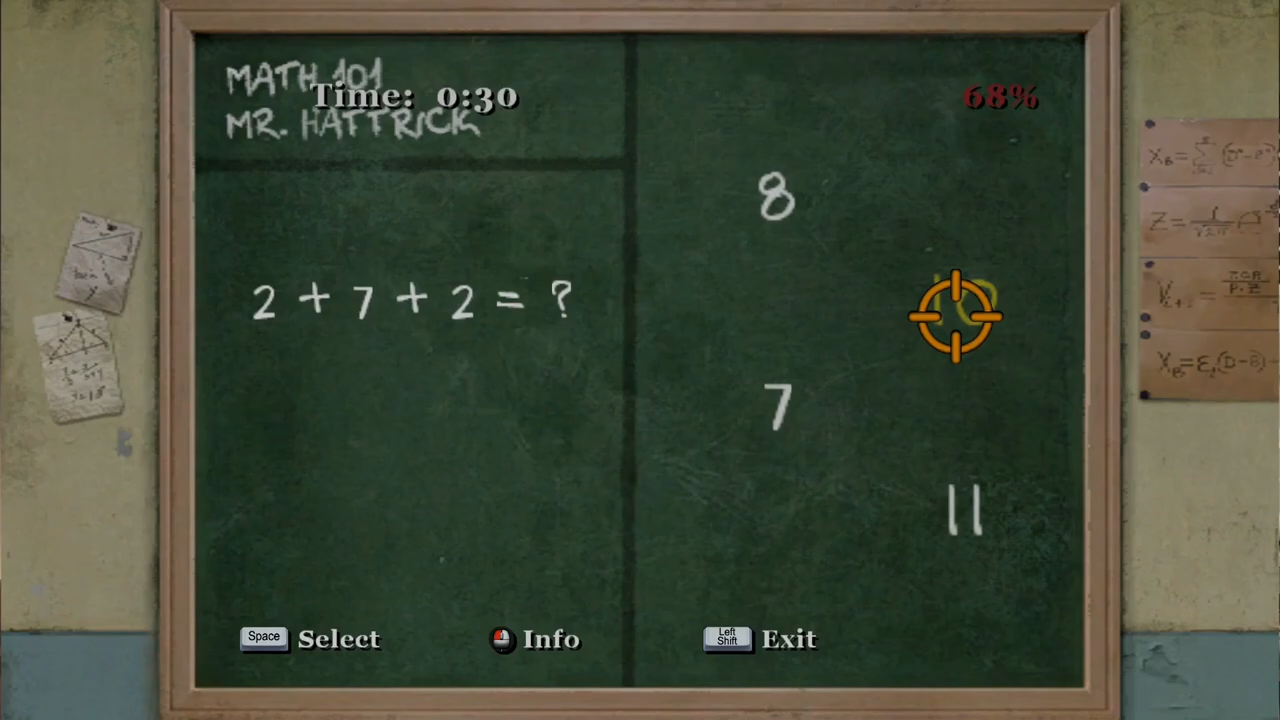 MATH 101
Time: 0:30
68%
MR. HATTRICK
8
2 + 7 + 2 = ?
7
11
Space Select
Info
Left Shift Exit